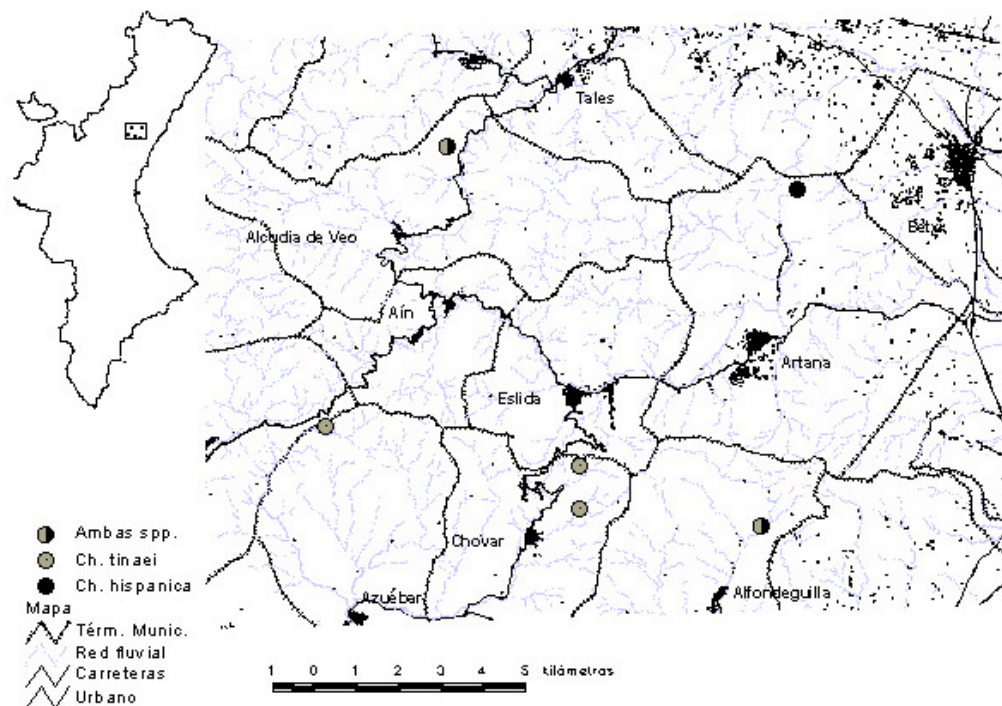 Tales
Betxí
Alcudia de Veo
Aín
Artana
Eslida
Chovar
Azuébar
Alfondeguilla
Ambas spp.
Ch. tinaei
Ch. hispanica
Mapa
Térm. Munic.
Red fluvial
Carreteras
Urbano
1 0 1 2 3 4 5 kilómetros